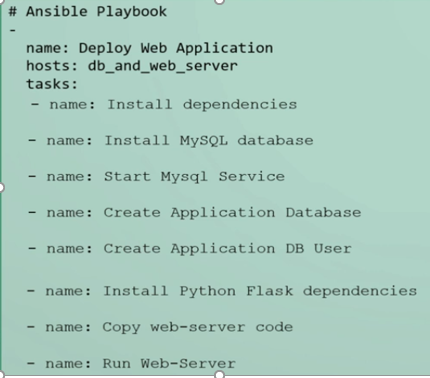 # Ansible Playbook
-
name: Deploy Web Application
hosts: db_and_web_server
tasks:
- name: Install dependencies
- name: Install MySQL database
- name: Start Mysql Service
- name: Create Application Database
- name: Create Application DB User
- name: Install Python Flask dependencies
- name: Copy web-server code
- name: Run Web-Server